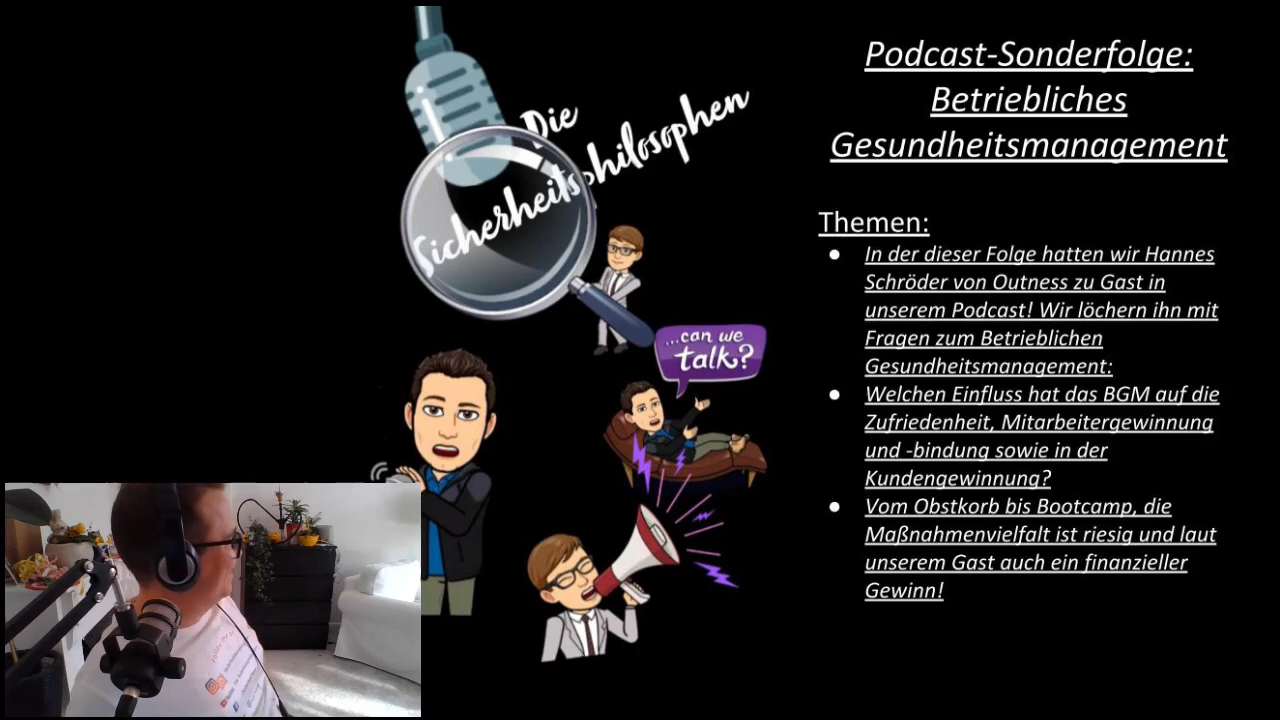 Die
Sicherheitsphilosophen
...can we
talk?
Podcast-Sonderfolge:
Betriebliches
Gesundheitsmanagement
Themen:
● In der dieser Folge hatten wir Hannes
Schröder von Outness zu Gast in
unserem Podcast! Wir löchern ihn mit
Fragen zum Betrieblichen
Gesundheitsmanagement:
● Welchen Einfluss hat das BGM auf die
Zufriedenheit, Mitarbeitergewinnung
und -bindung sowie in der
Kundengewinnung?
● Vom Obstkorb bis Bootcamp, die
Maßnahmenvielfalt ist riesig und laut
unserem Gast auch ein finanzieller
Gewinn!